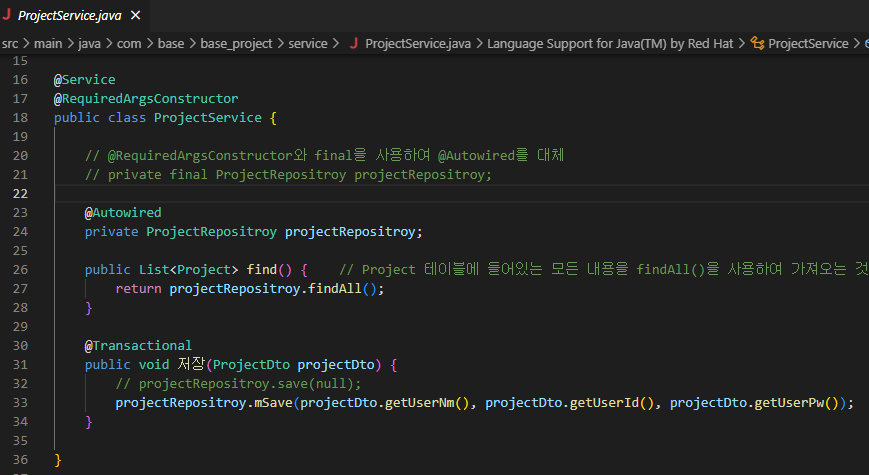 ProjectService.java
src > main > java > com > base > base_project > service > ProjectService.java > Language Support for Java(TM) by Red Hat > ProjectService >
15
16 @Service
17 @RequiredArgsConstructor
18 public class ProjectService {
19
20 // @RequiredArgsConstructor와 final을 사용하여 @Autowired를 대체
21 // private final ProjectRepositroy projectRepositroy;
22
23 @Autowired
24 private ProjectRepositroy projectRepositroy;
25
26 public List<Project> find() { // Project 테이블에 들어있는 모든 내용을 findAll()을 사용하여 가져오는 것
27 return projectRepositroy.findAll();
28 }
29
30 @Transactional
31 public void 저장(ProjectDto projectDto) {
32 // projectRepositroy.save(null);
33 projectRepositroy.mSave(projectDto.getUserNm(), projectDto.getUserId(), projectDto.getUserPw());
34 }
35
36 }